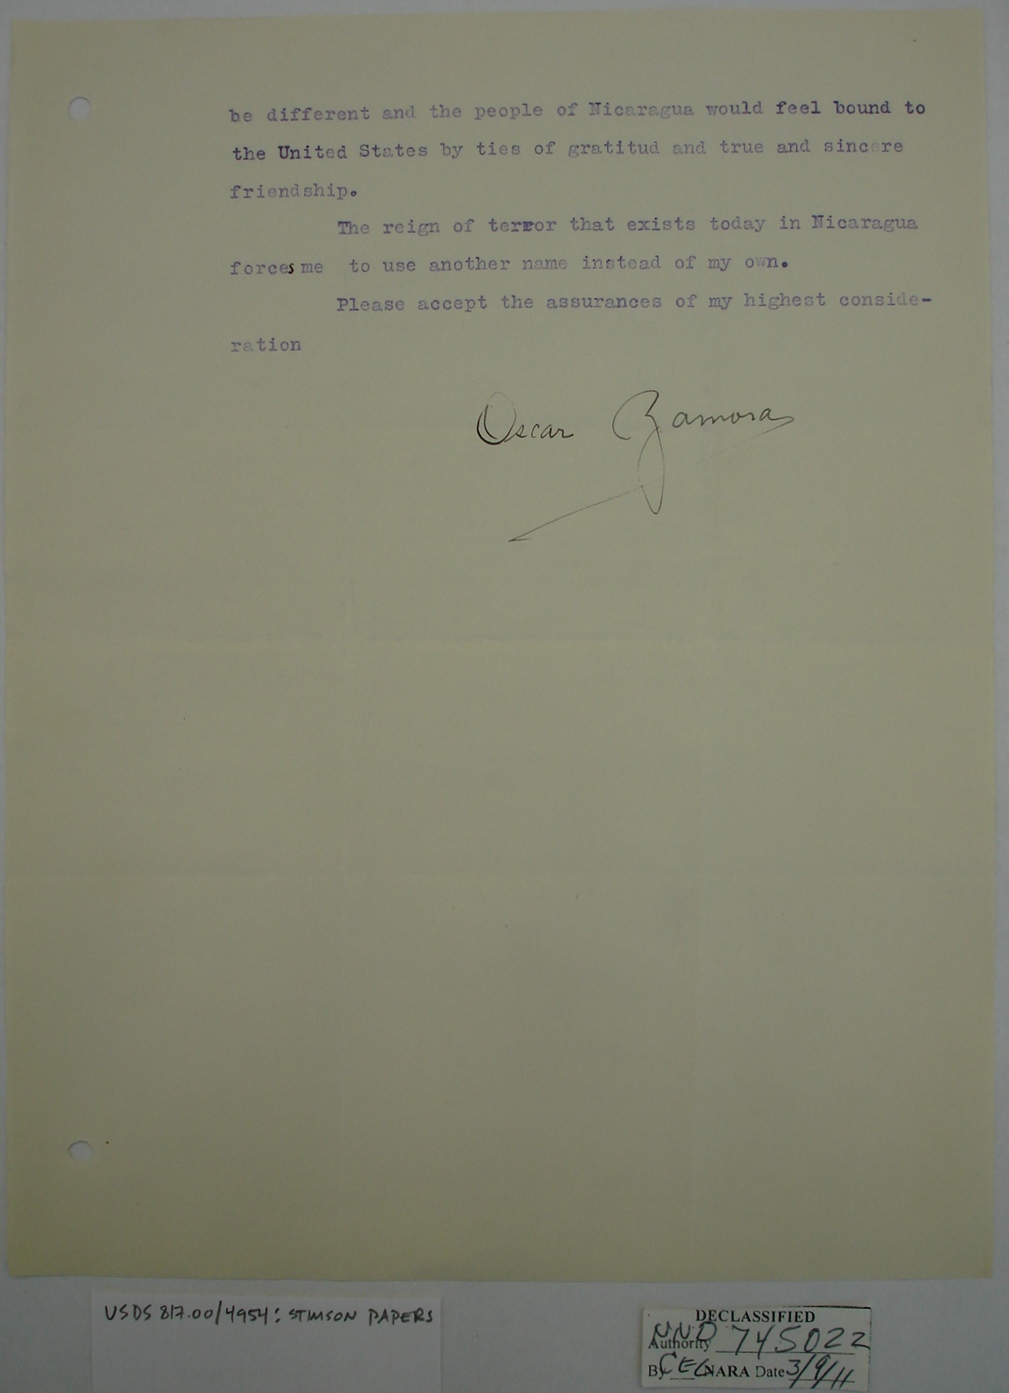 be different and the people of Nicaragua would feel bound to
the United States by ties of gratitud and true and sincere
friendship.
The reign of terror that exists today in Nicaragua
forces me to use another name instead of my own.
Please accept the assurances of my highest conside-
ration
Oscar Zamora
USDS 817.00/4954: STIMSON PAPERS
DECLASSIFIED
Authority NND 745022
By CEG NARA Date 3/9/11